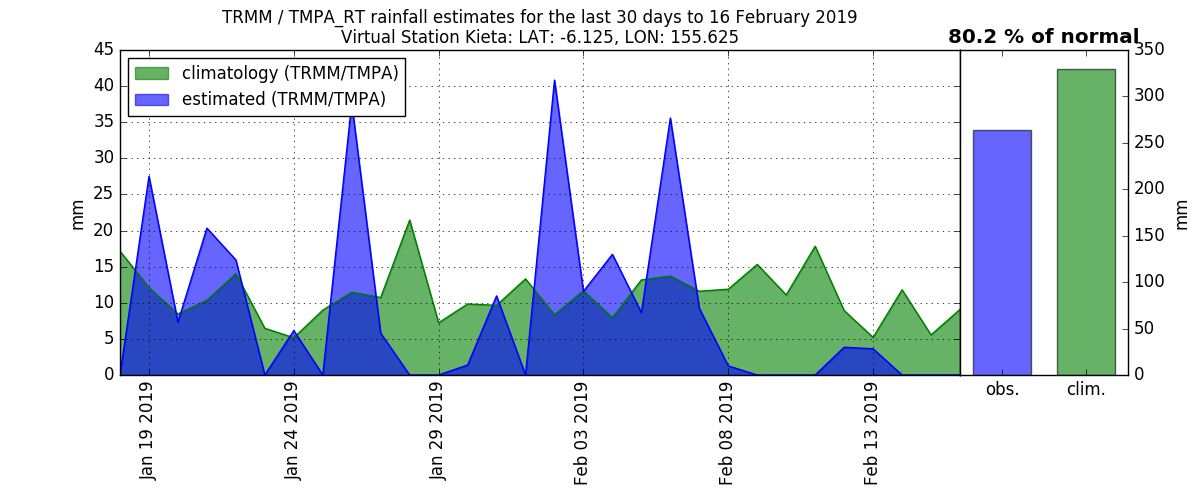 TRMM / TMPA_RT rainfall estimates for the last 30 days to 16 February 2019
Virtual Station Kieta: LAT: -6.125, LON: 155.625
80.2 % of normal
climatology (TRMM/TMPA)
estimated (TRMM/TMPA)
45
40
35
30
25
20
15
10
5
0
mm
Jan 19 2019
Jan 24 2019
Jan 29 2019
Feb 03 2019
Feb 08 2019
Feb 13 2019
350
300
250
200
150
100
50
0
mm
obs.
clim.